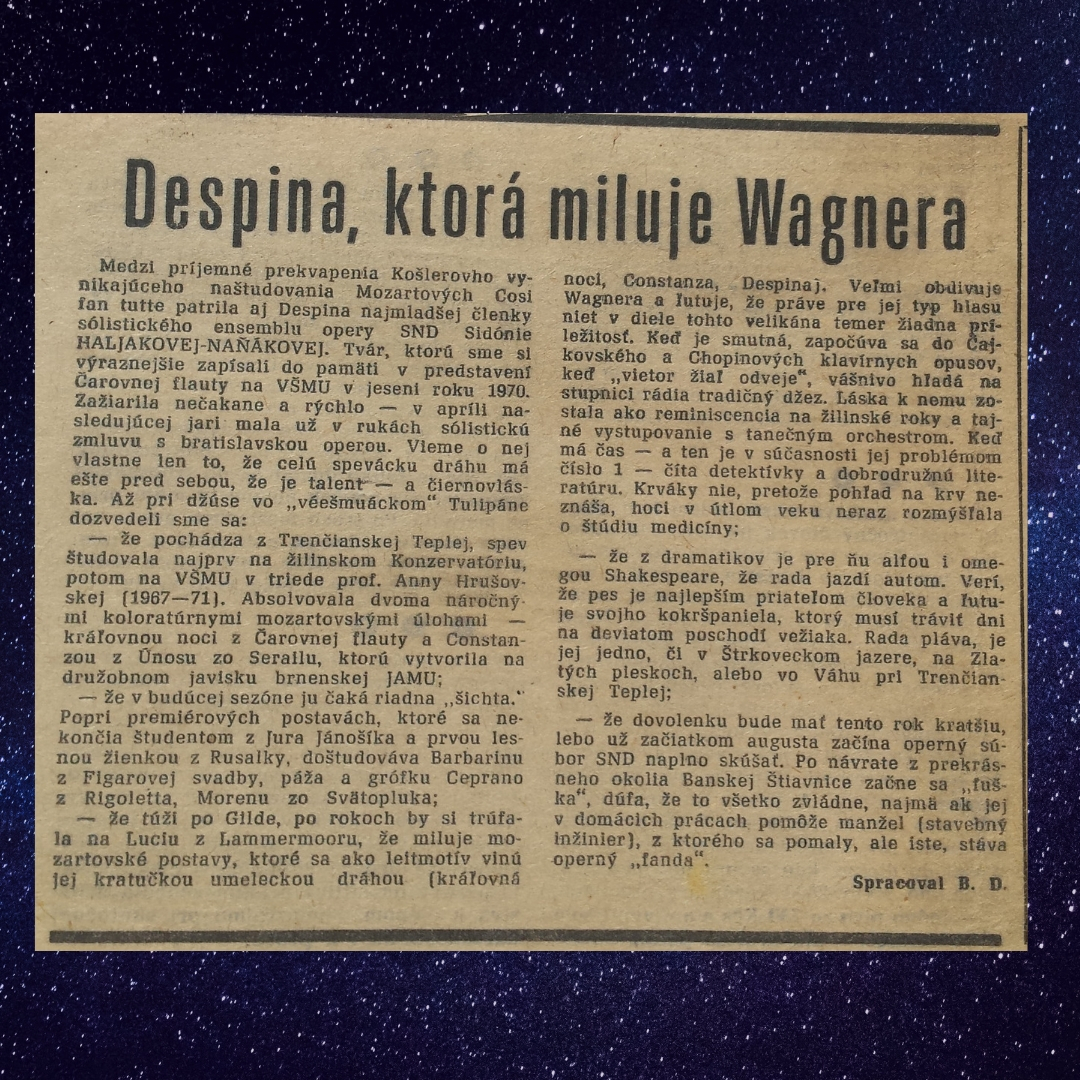 Despina, ktorá miluje Wagnera
Medzi príjemné prekvapenia Košlerovho vy-
nikajúceho naštudovania Mozartových Cosi
fan tutte patrila aj Despina najmladšej členky
sólistického ensemblu opery SND Sidónie
HALJAKOVEJ-NAŇÁKOVEJ. Tvár, ktorú sme si
výraznejšie zapísali do pamäti v predstavení
Čarovnej flauty na VŠMU v jeseni roku 1970.
Zažiarila nečakane a rýchlo — v apríli na-
sledujúcej jari mala už v rukách sólistickú
zmluvu s bratislavskou operou. Vieme o nej
vlastne len to, že celú spevácku dráhu má
ešte pred sebou, že je talent — a čiernovlás-
ka. Až pri džúse vo „véešmuáckom“ Tulipáne
dozvedeli sme sa:
— že pochádza z Trenčianskej Teplej, spev
študovala najprv na žilinskom Konzervatóriu,
potom na VŠMU v triede prof. Anny Hrušov-
skej (1967—71). Absolvovala dvoma náročný-
mi koloratúrnymi mozartovskými úlohami —
kráľovnou noci z Čarovnej flauty a Constan-
zou z Únosu zo Serailu, ktorú vytvorila na
družobnom javisku brnenskej JAMU;
— že v budúcej sezóne ju čaká riadna „šichta.“
Popri premiérových postavách, ktoré sa ne-
končia študentom z Jura Jánošíka a prvou les-
nou žienkou z Rusalky, doštudováva Barbarinu
z Figarovej svadby, páža a grófku Ceprano
z Rigoletta, Morenu zo Svätopluka;
— že túži po Gilde, po rokoch by si trúfa-
la na Luciu z Lammermooru, že miluje mo-
zartovské postavy, ktoré sa ako leitmotív vinú
jej kratučkou umeleckou dráhou (kráľovná
noci, Constanza, Despina). Veľmi obdivuje
Wagnera a ľutuje, že práve pre jej typ hlasu
niet v diele tohto velikána temer žiadna prí-
ležitosť. Keď je smutná, započúva sa do Čaj-
kovského a Chopinových klavírnych opusov,
keď „vietor žiaľ odveje“, vášnivo hľadá na
stupnici rádia tradičný džez. Láska k nemu zo-
stala ako reminiscencia na žilinské roky a taj-
né vystupovanie s tanečným orchestrom. Keď
má čas — a ten je v súčasnosti jej problémom
číslo 1 — číta detektívky a dobrodružnú lite-
ratúru. Krváky nie, pretože pohľad na krv ne-
znáša, hoci v útlom veku neraz rozmýšľala
o štúdiu medicíny;
— že z dramatikov je pre ňu alfou i ome-
gou Shakespeare, že rada jazdí autom. Verí,
že pes je najlepším priateľom človeka a ľutu-
je svojho kokršpaniela, ktorý musí tráviť dni
na deviatom poschodí vežiaka. Rada pláva, je
jej jedno, či v Štrkoveckom jazere, na Zla-
tých pieskoch, alebo vo Váhu pri Trenčian-
skej Teplej;
— že dovolenku bude mať tento rok kratšiu,
lebo už začiatkom augusta začína operný sú-
bor SND naplno skúšať. Po návrate z prekrás-
neho okolia Banskej Štiavnice začne sa „fuš-
ka“, dúfa, že to všetko zvládne, najmä ak jej
v domácich prácach pomôže manžel (stavebný
inžinier), z ktorého sa pomaly, ale iste, stáva
operný „fanda“.
Spracoval B. D.